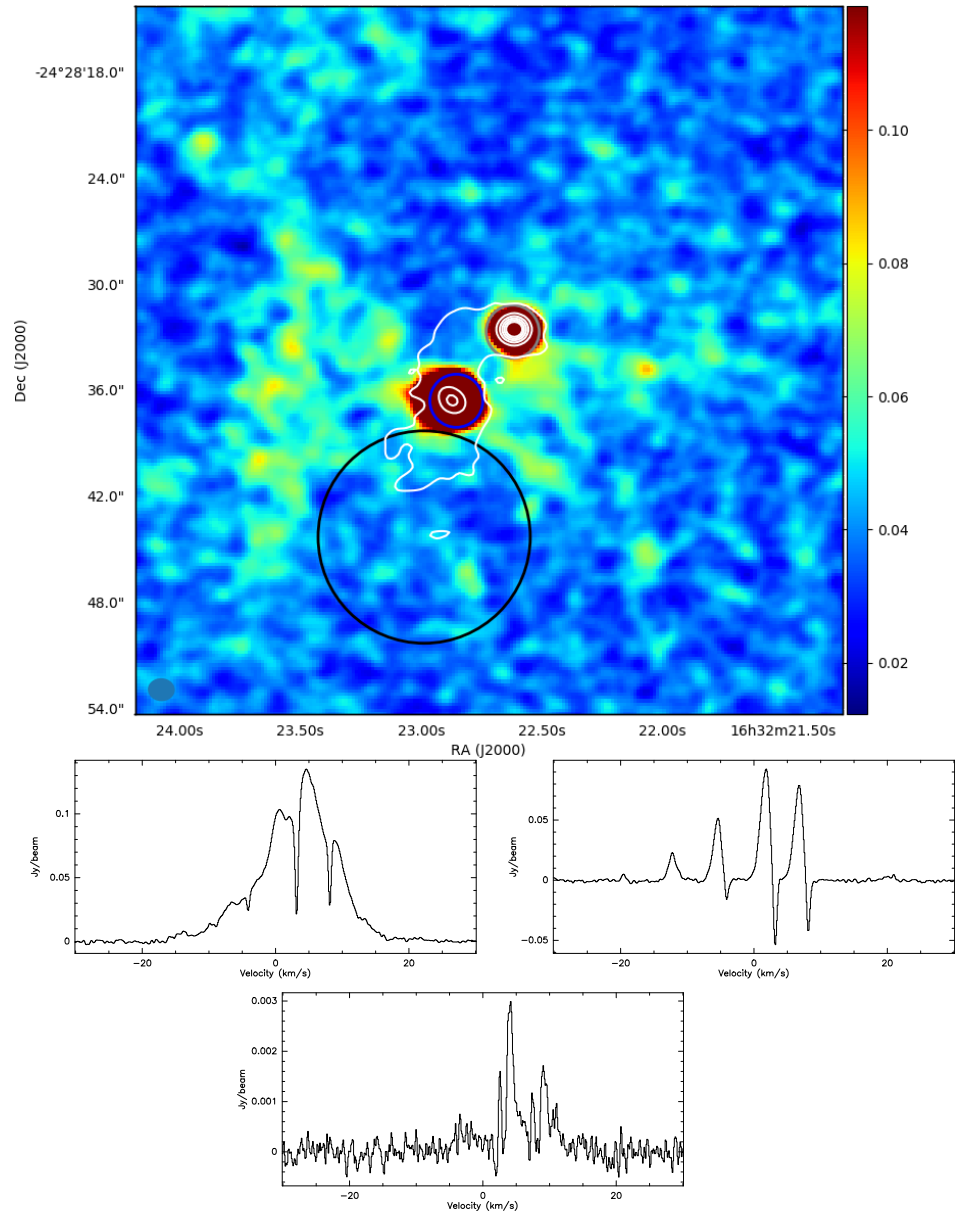 -24°28'18.0"
24.0"
30.0"
36.0"
42.0"
48.0"
54.0"
Dec (J2000)
24.00s 23.50s 23.00s 22.50s 22.00s 16h32m21.50s
RA (J2000)
0.10
0.08
0.06
0.04
0.02
0.1
0.05
0
Jy/beam
−20 0 20
Velocity (km/s)
0.05
0
−0.05
Jy/beam
−20 0 20
Velocity (km/s)
0.003
0.002
0.001
0
Jy/beam
−20 0 20
Velocity (km/s)